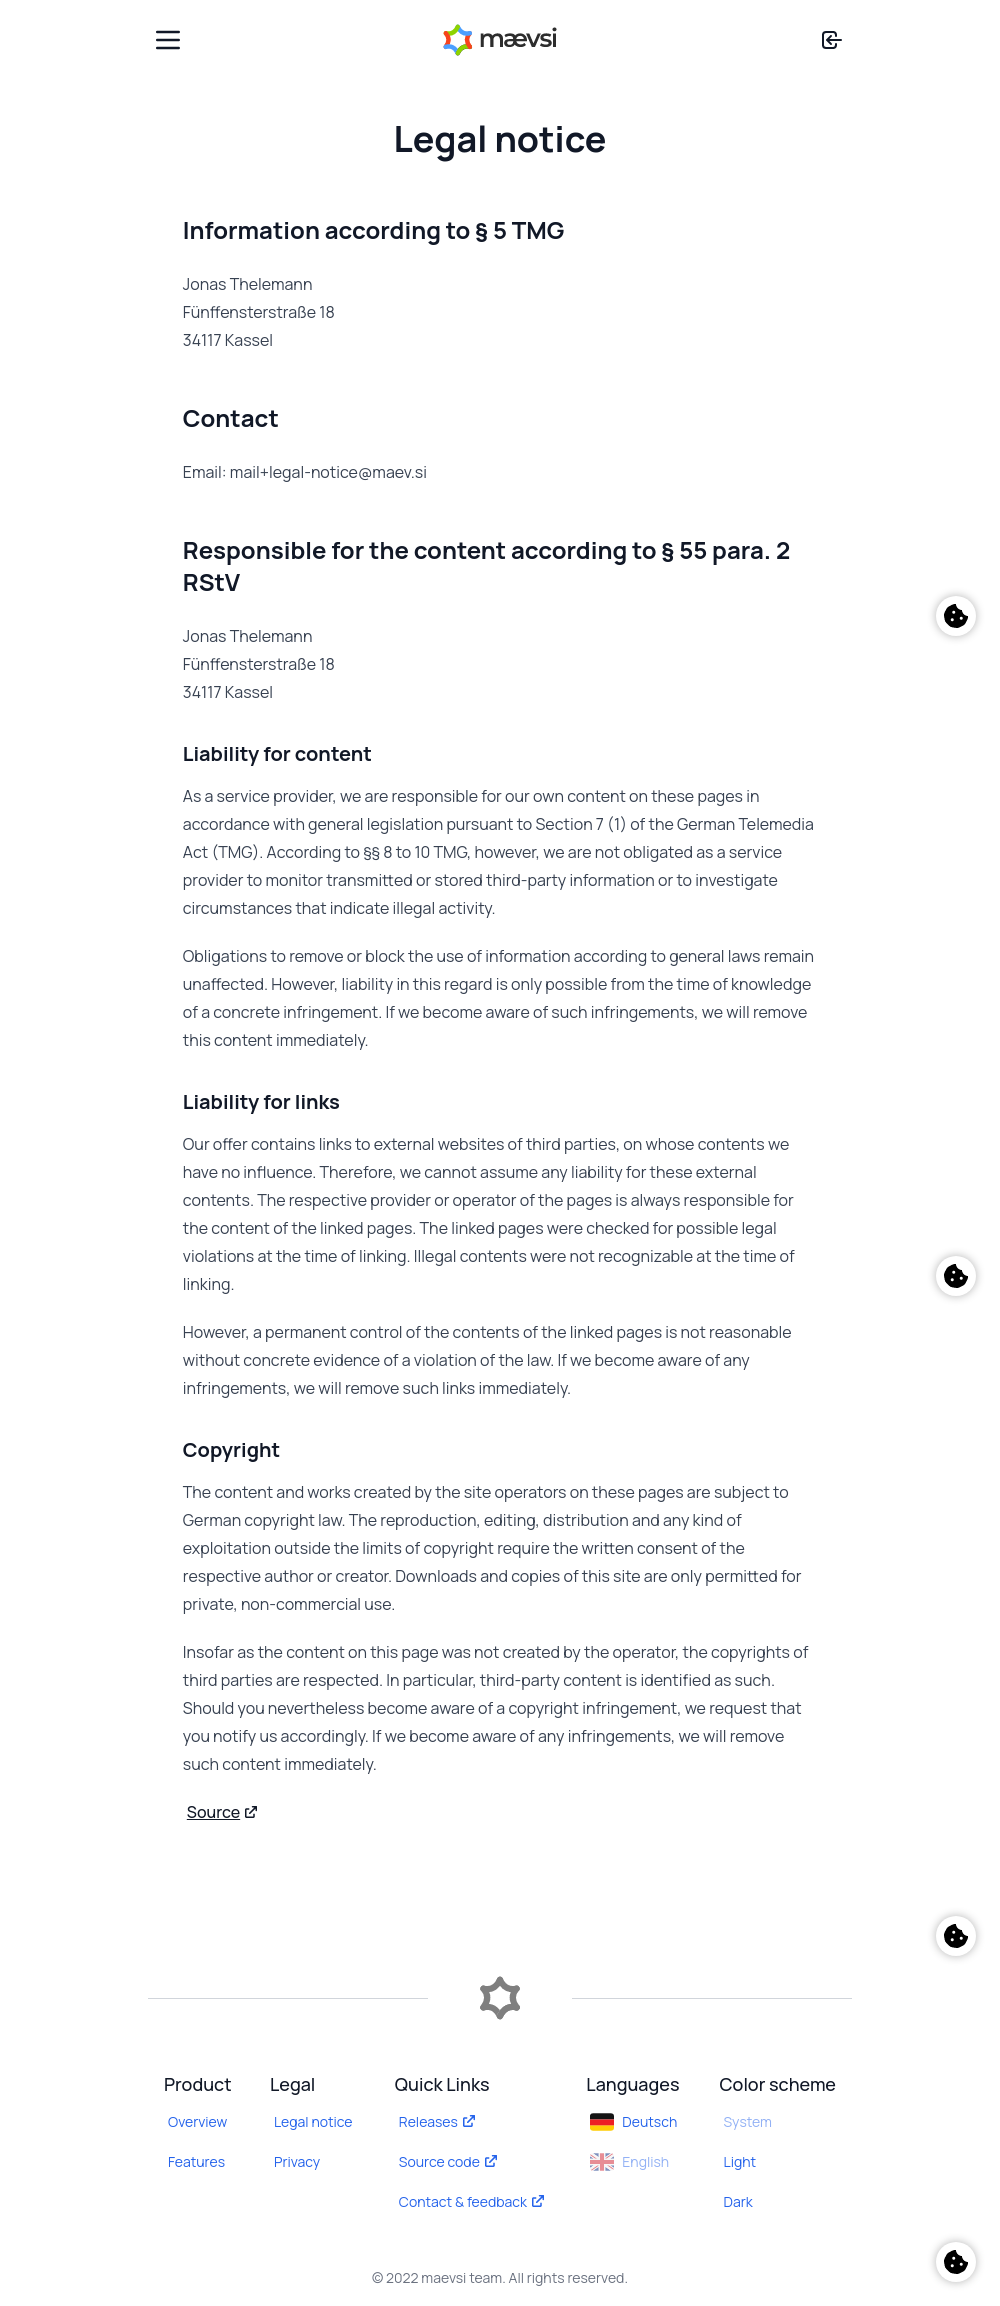 mævsi
Legal notice
Information according to § 5 TMG
Jonas Thelemann
Fünffensterstraße 18
34117 Kassel
Contact
Email: mail+legal-notice@maev.si
Responsible for the content according to § 55 para. 2
RStV
Jonas Thelemann
Fünffensterstraße 18
34117 Kassel
Liability for content
As a service provider, we are responsible for our own content on these pages in
accordance with general legislation pursuant to Section 7 (1) of the German Telemedia
Act (TMG). According to §§ 8 to 10 TMG, however, we are not obligated as a service
provider to monitor transmitted or stored third-party information or to investigate
circumstances that indicate illegal activity.
Obligations to remove or block the use of information according to general laws remain
unaffected. However, liability in this regard is only possible from the time of knowledge
of a concrete infringement. If we become aware of such infringements, we will remove
this content immediately.
Liability for links
Our offer contains links to external websites of third parties, on whose contents we
have no influence. Therefore, we cannot assume any liability for these external
contents. The respective provider or operator of the pages is always responsible for
the content of the linked pages. The linked pages were checked for possible legal
violations at the time of linking. Illegal contents were not recognizable at the time of
linking.
However, a permanent control of the contents of the linked pages is not reasonable
without concrete evidence of a violation of the law. If we become aware of any
infringements, we will remove such links immediately.
Copyright
The content and works created by the site operators on these pages are subject to
German copyright law. The reproduction, editing, distribution and any kind of
exploitation outside the limits of copyright require the written consent of the
respective author or creator. Downloads and copies of this site are only permitted for
private, non-commercial use.
Insofar as the content on this page was not created by the operator, the copyrights of
third parties are respected. In particular, third-party content is identified as such.
Should you nevertheless become aware of a copyright infringement, we request that
you notify us accordingly. If we become aware of any infringements, we will remove
such content immediately.
Source
Product
Overview
Features
Legal
Legal notice
Privacy
Quick Links
Releases
Source code
Contact & feedback
Languages
Deutsch
English
Color scheme
System
Light
Dark
© 2022 maevsi team. All rights reserved.